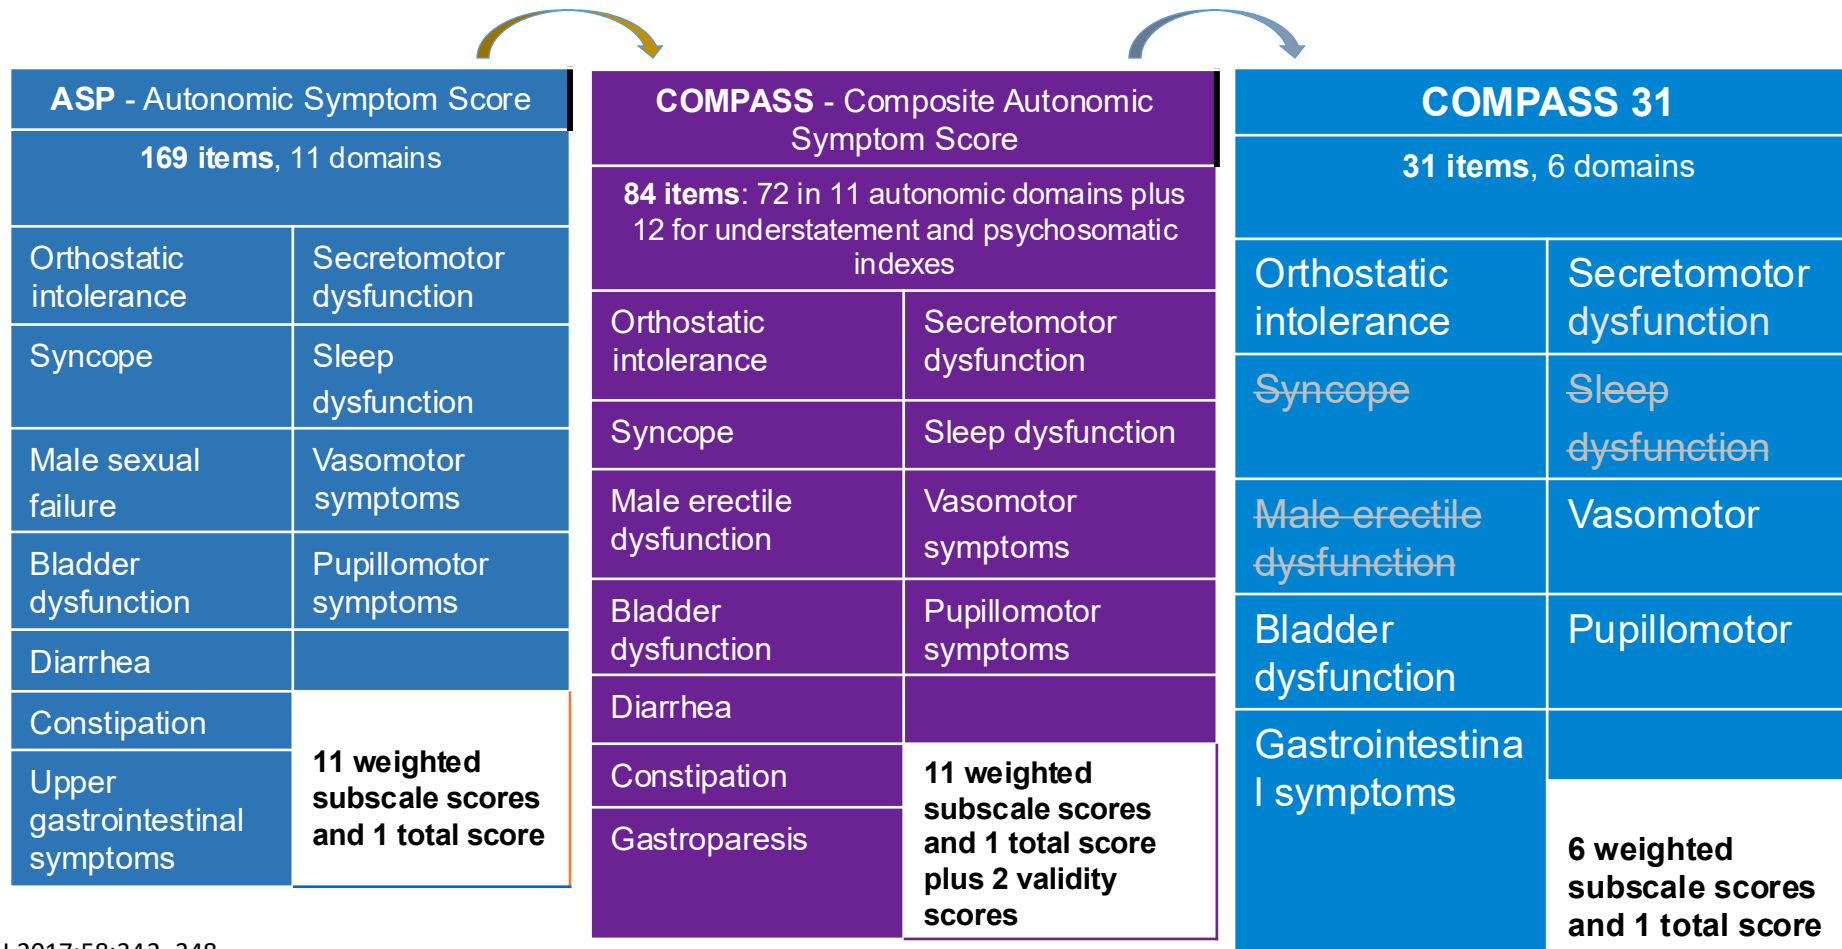 ASP - Autonomic Symptom Score
169 items, 11 domains
Orthostatic
intolerance
Secretomotor
dysfunction
Syncope
Sleep
dysfunction
Male sexual
failure
Vasomotor
symptoms
Bladder
dysfunction
Pupillomotor
symptoms
Diarrhea
Constipation
Upper
gastrointestinal
symptoms
11 weighted
subscale scores
and 1 total score
COMPASS - Composite Autonomic
Symptom Score
84 items: 72 in 11 autonomic domains plus
12 for understatement and psychosomatic
indexes
Orthostatic
intolerance
Secretomotor
dysfunction
Syncope
Sleep dysfunction
Male erectile
dysfunction
Vasomotor
symptoms
Bladder
dysfunction
Pupillomotor
symptoms
Diarrhea
Constipation
Gastroparesis
11 weighted
subscale scores
and 1 total score
plus 2 validity
scores
COMPASS 31
31 items, 6 domains
Orthostatic
intolerance
Secretomotor
dysfunction
Syncope
Sleep
dysfunction
Male erectile
dysfunction
Vasomotor
Bladder
dysfunction
Pupillomotor
Gastrointestina
l symptoms
6 weighted
subscale scores
and 1 total score